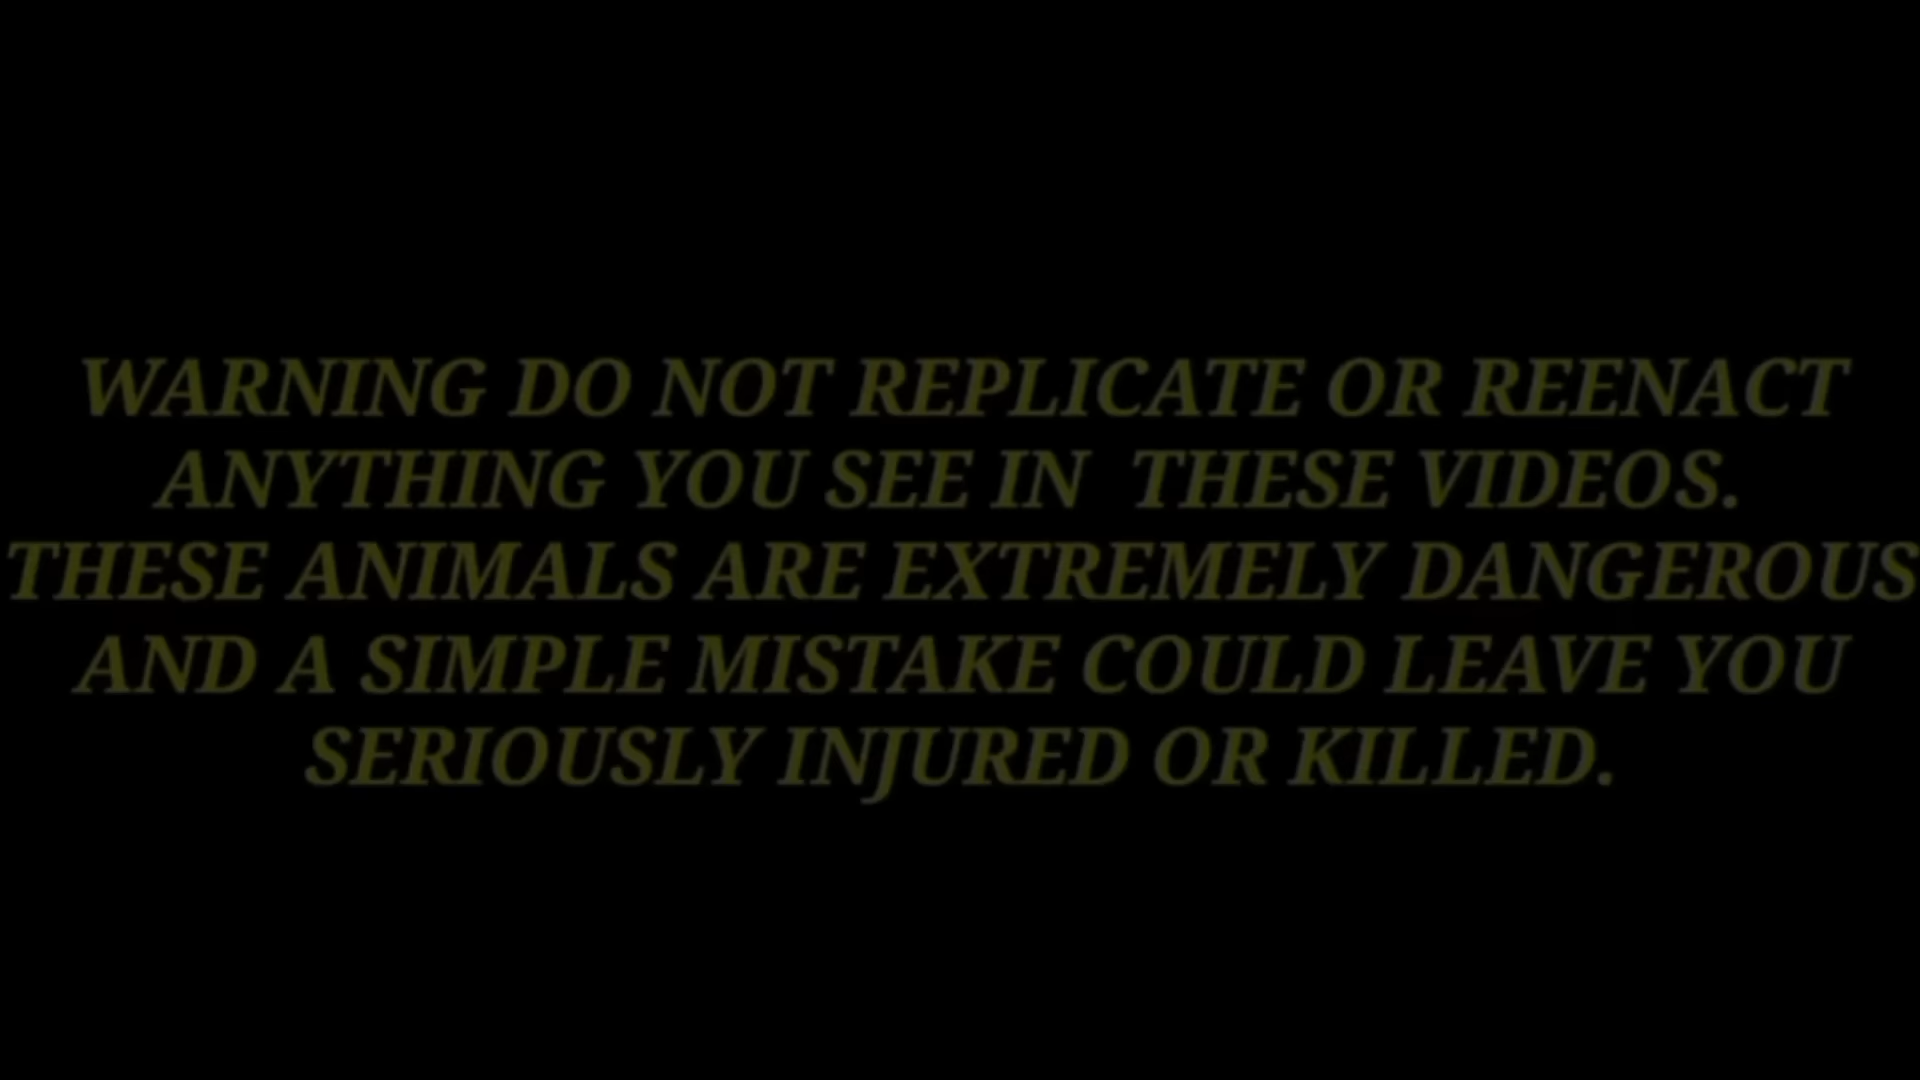 WARNING DO NOT REPLICATE OR REENACT
ANYTHING YOU SEE IN  THESE VIDEOS.
THESE ANIMALS ARE EXTREMELY DANGEROUS
AND A SIMPLE MISTAKE COULD LEAVE YOU
SERIOUSLY INJURED OR KILLED.